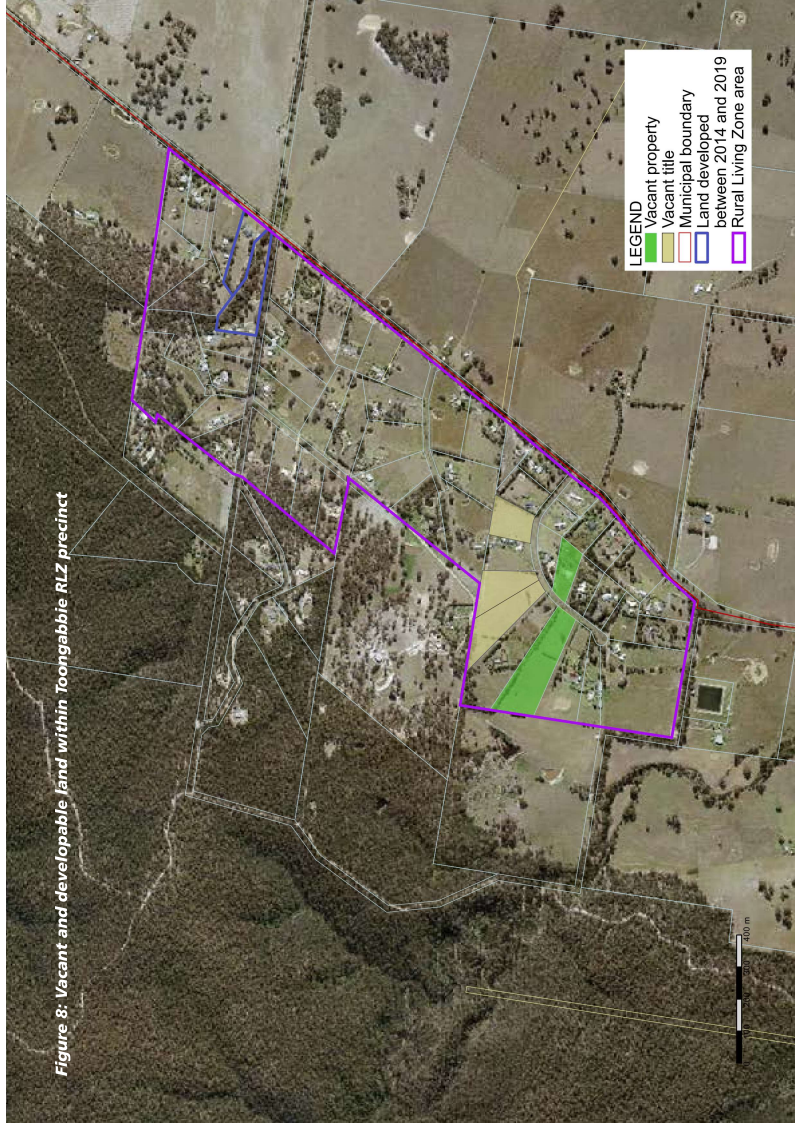 Figure 8: Vacant and developable land within Toongabbie RLZ precinct
LEGEND
Vacant property
Vacant title
Municipal boundary
Land developed
between 2014 and 2019
Rural Living Zone area
400 m